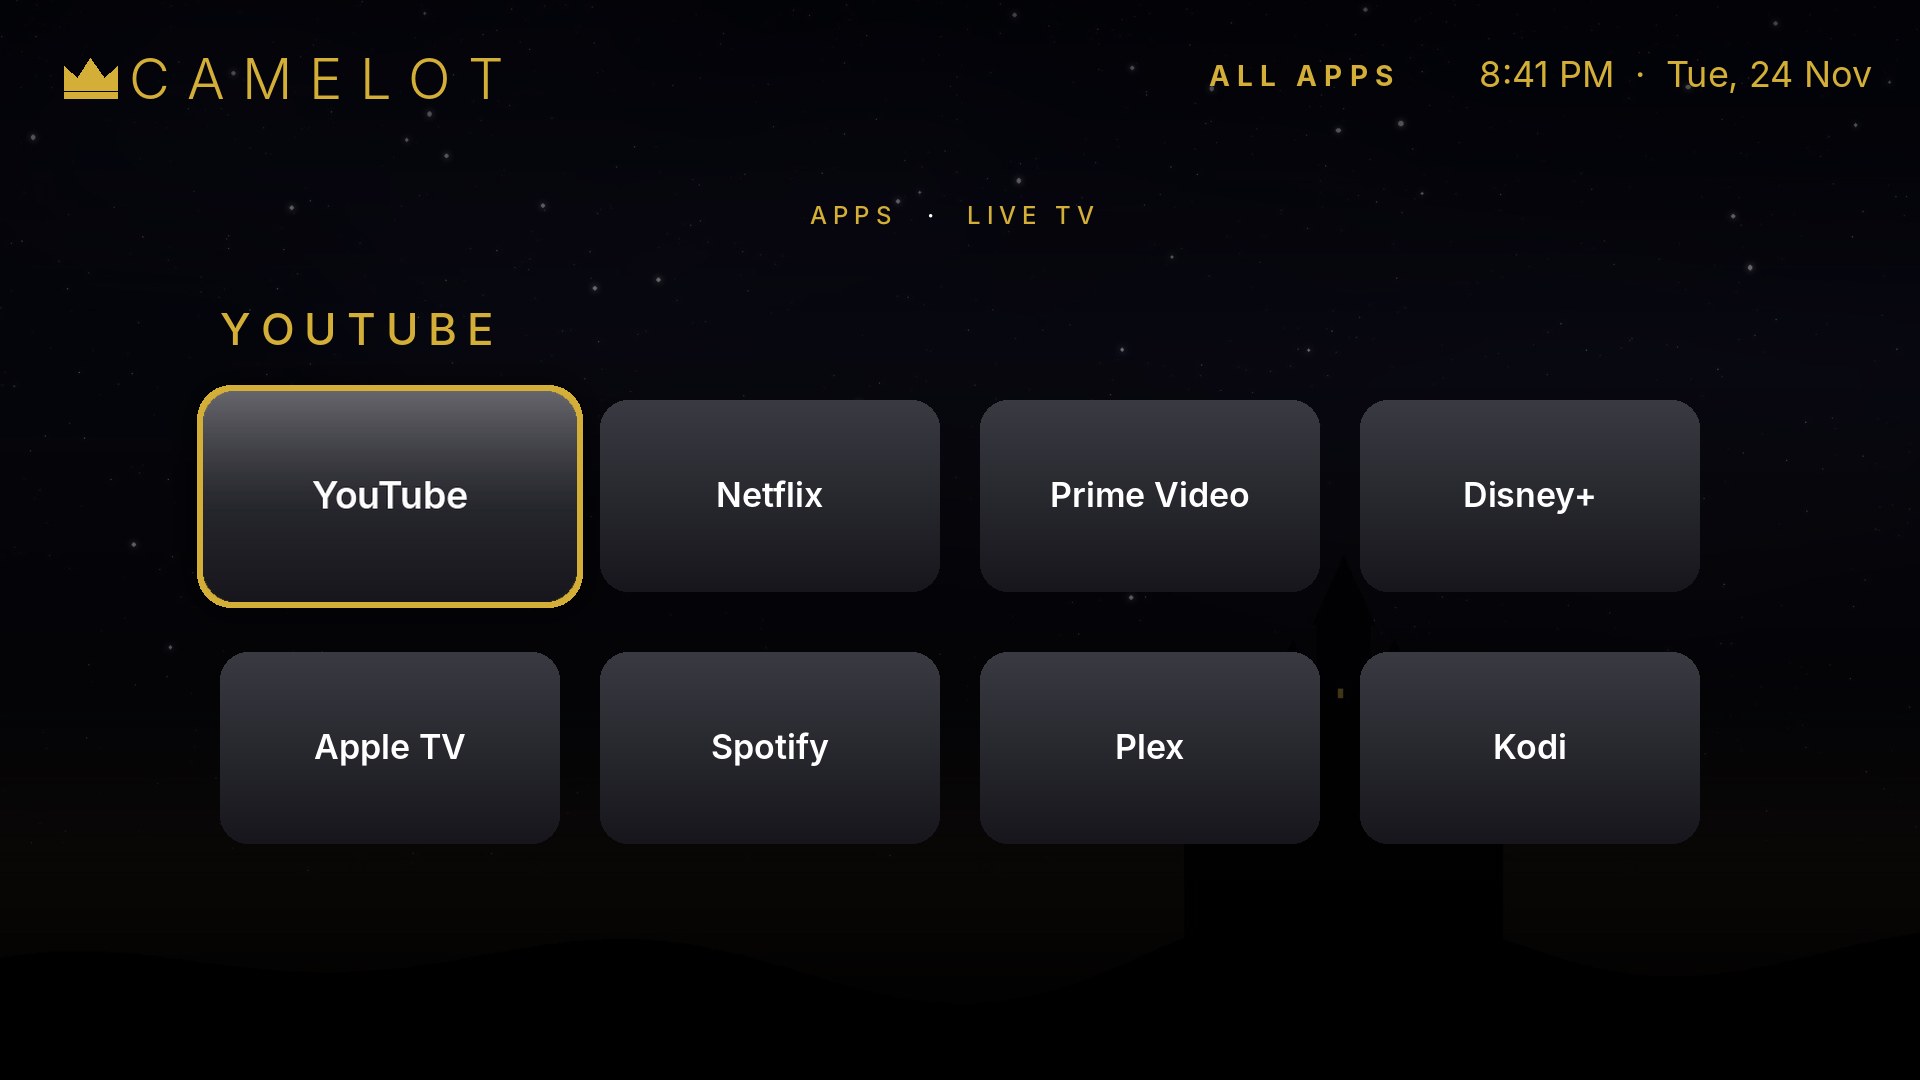 CAMELOT
ALL APPS
8:41 PM · Tue, 24 Nov
APPS · LIVE TV
YOUTUBE
YouTube
Netflix
Prime Video
Disney+
Apple TV
Spotify
Plex
Kodi